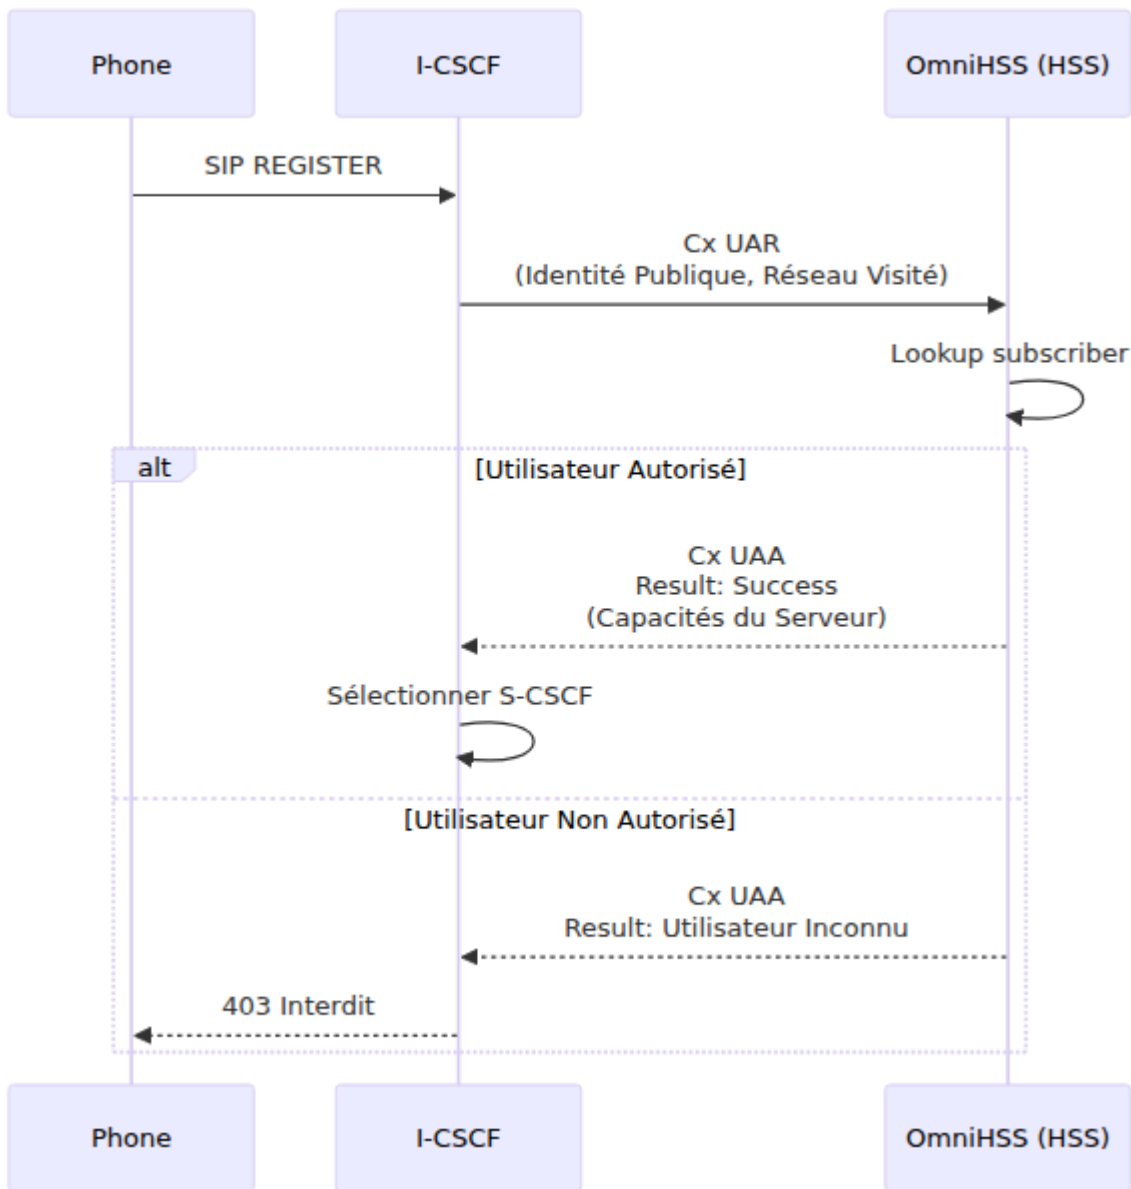 Phone
I-CSCF
OmniHSS (HSS)
SIP REGISTER
Cx UAR
(Identité Publique, Réseau Visité)
Lookup subscriber
alt
[Utilisateur Autorisé]
Cx UAA
Result: Success
(Capacités du Serveur)
Sélectionner S-CSCF
[Utilisateur Non Autorisé]
Cx UAA
Result: Utilisateur Inconnu
403 Interdit
Phone
I-CSCF
OmniHSS (HSS)